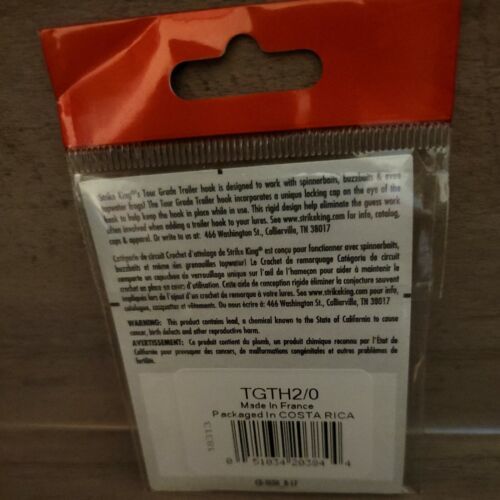 Strike King®'s Tour Grade Trailer hook is designed to work with spinnerbaits, buzzbaits & even
topwater frogs! The Tour Grade Trailer hook incorporates a unique locking cap on the eye of the
hook to help keep the hook in place while in use. This rigid design help eliminate the guess work
often involved when adding a trailer hook to your lures. See www.strikeking.com for info, catalog,
caps & apparel. Or write to us at: 466 Washington St., Collierville, TN 38017
Catégorie de circuit Crochet d'attelage de Strike King® est conçu pour fonctionner avec spinnerbaits,
buzzbaits et même des grenouilles topwater! Le Crochet de remorquage Catégorie de circuit
comporte un capuchon de verrouillage unique sur l'œil de l'hameçon pour aider à maintenir le
crochet en place en cour d'utilisation. Ceste aide de conception rigide éliminer la conjecture souvent
impliqués lors de l'ajout d'un crochet de remorque à votre lures. See www.strikeking.com pour info,
catalogue, casquettes et vêtements. Ou nous écrire à: 466 Washington St., Collierville, TN 38017
WARNING: This product contains lead, a chemical known to the State of California to cause
cancer, birth defects and other reproductive harm.
AVERTISSEMENT: Ce produit contient du plomb, un produit chimique reconnu par l'Etat de
Californie pour provoquer des cancers, de malformations congénitales et autres problèmes de
fertilité.
TGTH2/0
Made In France
Packaged in COSTA RICA
18313
0 51034 20304 4